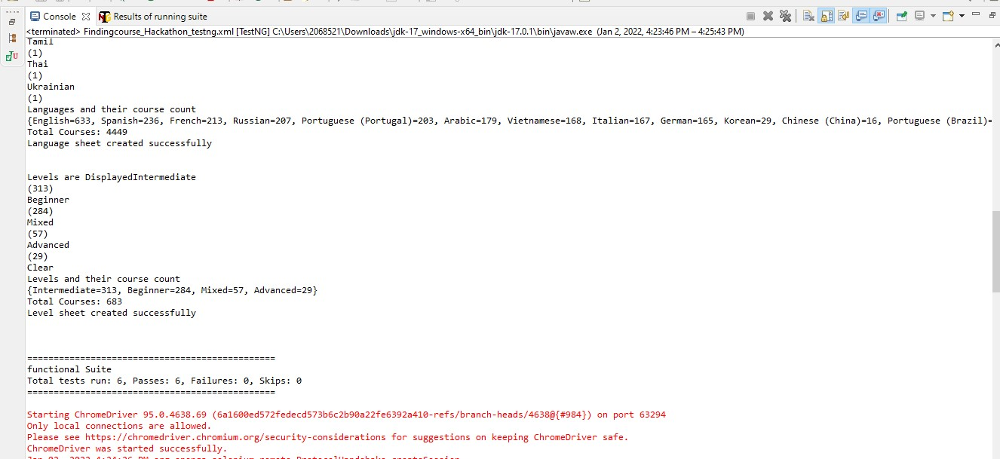 Console Results of running suite
<terminated> Findingcourse_Hackathon_testng.xml [TestNG] C:\Users\2068521\Downloads\jdk-17_windows-x64_bin\jdk-17.0.1\bin\javaw.exe (Jan 2, 2022, 4:23:46 PM – 4:25:43 PM)
Tamil
(1)
Thai
(1)
Ukrainian
(1)
Languages and their course count
{English=633, Spanish=236, French=213, Russian=207, Portuguese (Portugal)=203, Arabic=179, Vietnamese=168, Italian=167, German=165, Korean=29, Chinese (China)=16, Portuguese (Brazil)=
Total Courses: 4449
Language sheet created successfully
Levels are DisplayedIntermediate
(313)
Beginner
(284)
Mixed
(57)
Advanced
(29)
Clear
Levels and their course count
{Intermediate=313, Beginner=284, Mixed=57, Advanced=29}
Total Courses: 683
Level sheet created successfully
===============================================
functional Suite
Total tests run: 6, Passes: 6, Failures: 0, Skips: 0
===============================================
Starting ChromeDriver 95.0.4638.69 (6a1600ed572fedecd573b6c2b90a22fe6392a410-refs/branch-heads/4638@{#984}) on port 63294
Only local connections are allowed.
Please see https://chromedriver.chromium.org/security-considerations for suggestions on keeping ChromeDriver safe.
ChromeDriver was started successfully.